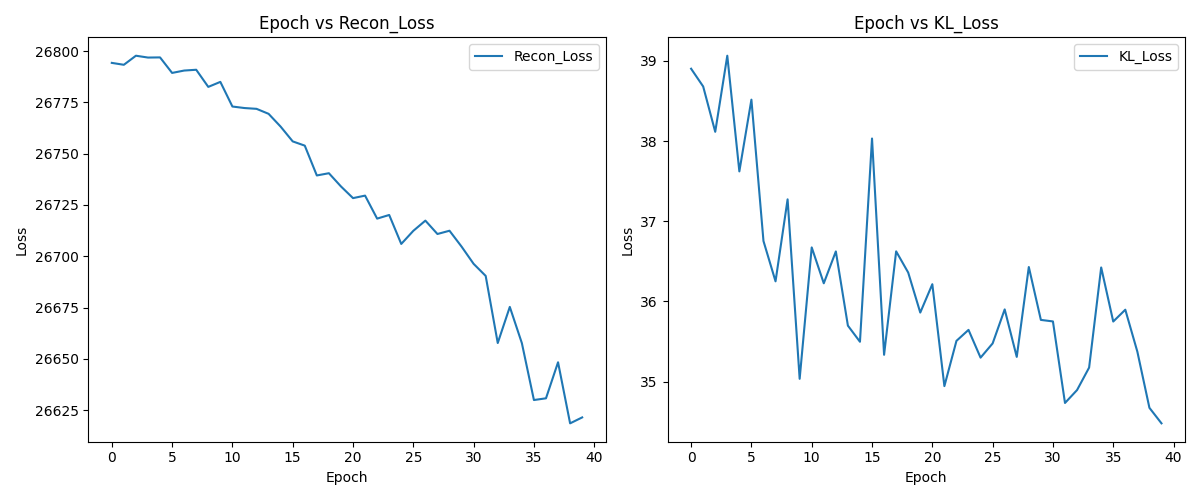 Epoch vs Recon_Loss
Epoch vs KL_Loss
Recon_Loss
KL_Loss
26800
26775
26750
26725
26700
26675
26650
26625
Loss
0 5 10 15 20 25 30 35 40
Epoch
39
38
37
36
35
Loss
0 5 10 15 20 25 30 35 40
Epoch